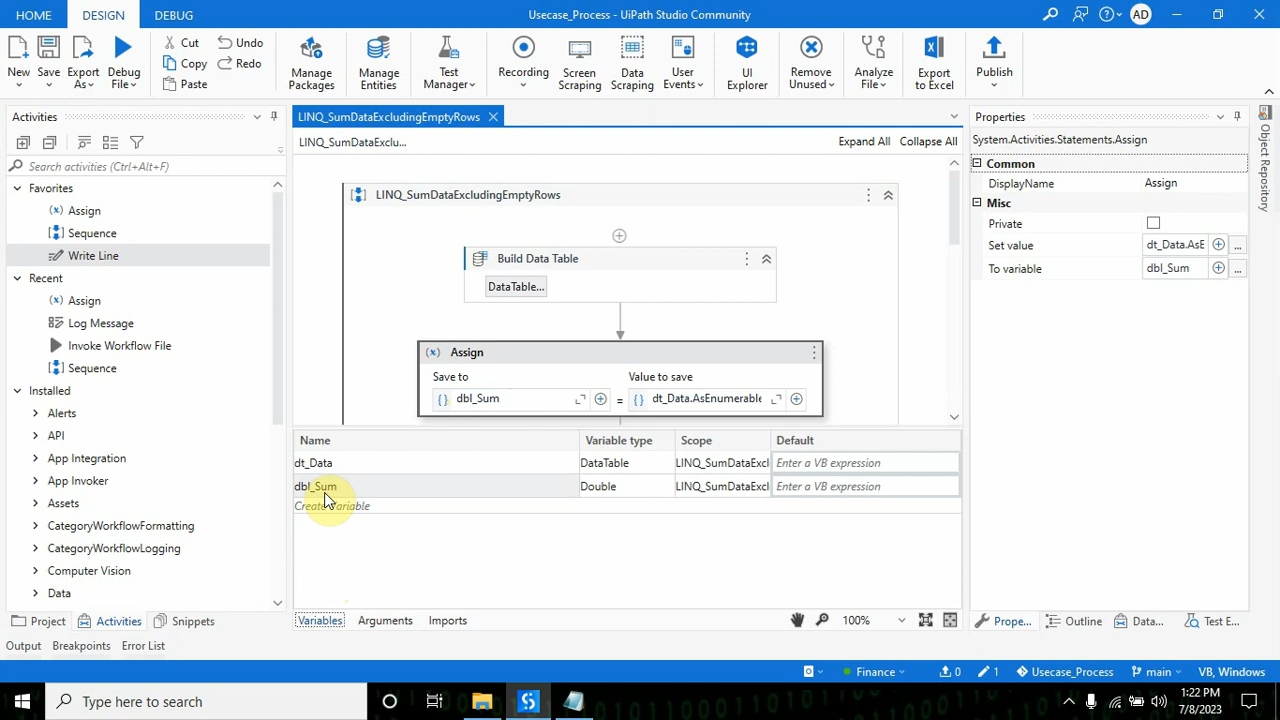 HOME
DESIGN
DEBUG
Usecase_Process - UiPath Studio Community
AD
New
Save
Export As
Debug File
Cut
Copy
Paste
Undo
Redo
Manage Packages
Manage Entities
Test Manager
Recording
Screen Scraping
Data Scraping
User Events
UI Explorer
Remove Unused
Analyze File
Export to Excel
Publish
Activities
Search activities (Ctrl+Alt+F)
Favorites
Assign
Sequence
Write Line
Recent
Assign
Log Message
Invoke Workflow File
Sequence
Installed
Alerts
API
App Integration
App Invoker
Assets
CategoryWorkflowFormatting
CategoryWorkflowLogging
Computer Vision
Data
Project
Activities
Snippets
LINQ_SumDataExcludingEmptyRows
LINQ_SumDataExclu...
Expand All
Collapse All
LINQ_SumDataExcludingEmptyRows
Build Data Table
DataTable...
Assign
Save to
Value to save
dbl_Sum
=
dt_Data.AsEnumerable
Name Variable type Scope Default
dt_Data DataTable LINQ_SumDataExcl Enter a VB expression
dbl_Sum Double LINQ_SumDataExcl Enter a VB expression
Create Variable
Variables
Arguments
Imports
100%
Properties
System.Activities.Statements.Assign
Common
DisplayName Assign
Misc
Private
Set value dt_Data.AsE ...
To variable dbl_Sum ...
Object Repository
Prope...
Outline
Data...
Test E...
Output
Breakpoints
Error List
Finance
0
1
Usecase_Process
main
VB, Windows
Type here to search
1:22 PM
7/8/2023